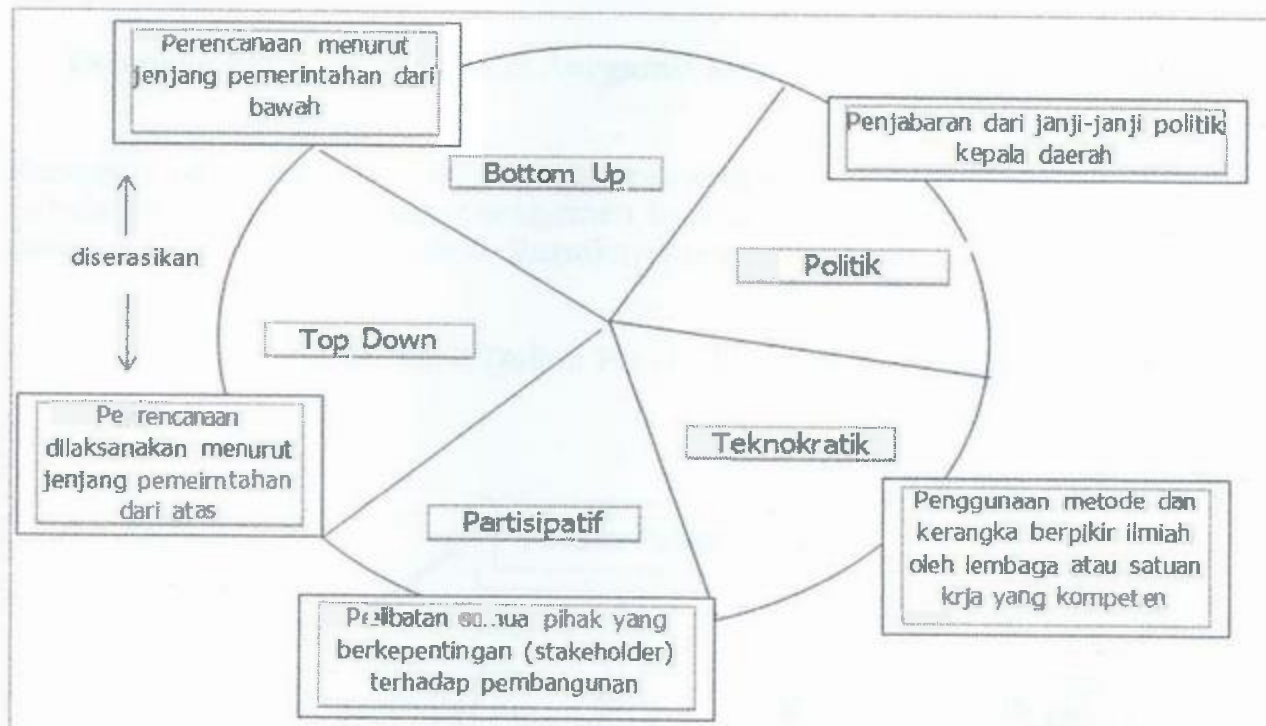 Perencanaan menurut
jenjang pemerintahan dari
bawah
Penjabaran dari janji-janji politik
kepala daerah
Bottom Up
Politik
diserasikan
Top Down
Pe rencanaan
dilaksanakan menurut
jenjang pemeirntahan
dari atas
Teknokratik
Partisipatif
Penggunaan metode dan
kerangka berpikir ilmiah
oleh lembaga atau satuan
krja yang kompeten
pihak yang
berkepentingan (stakeholder)
terhadap pembangunan